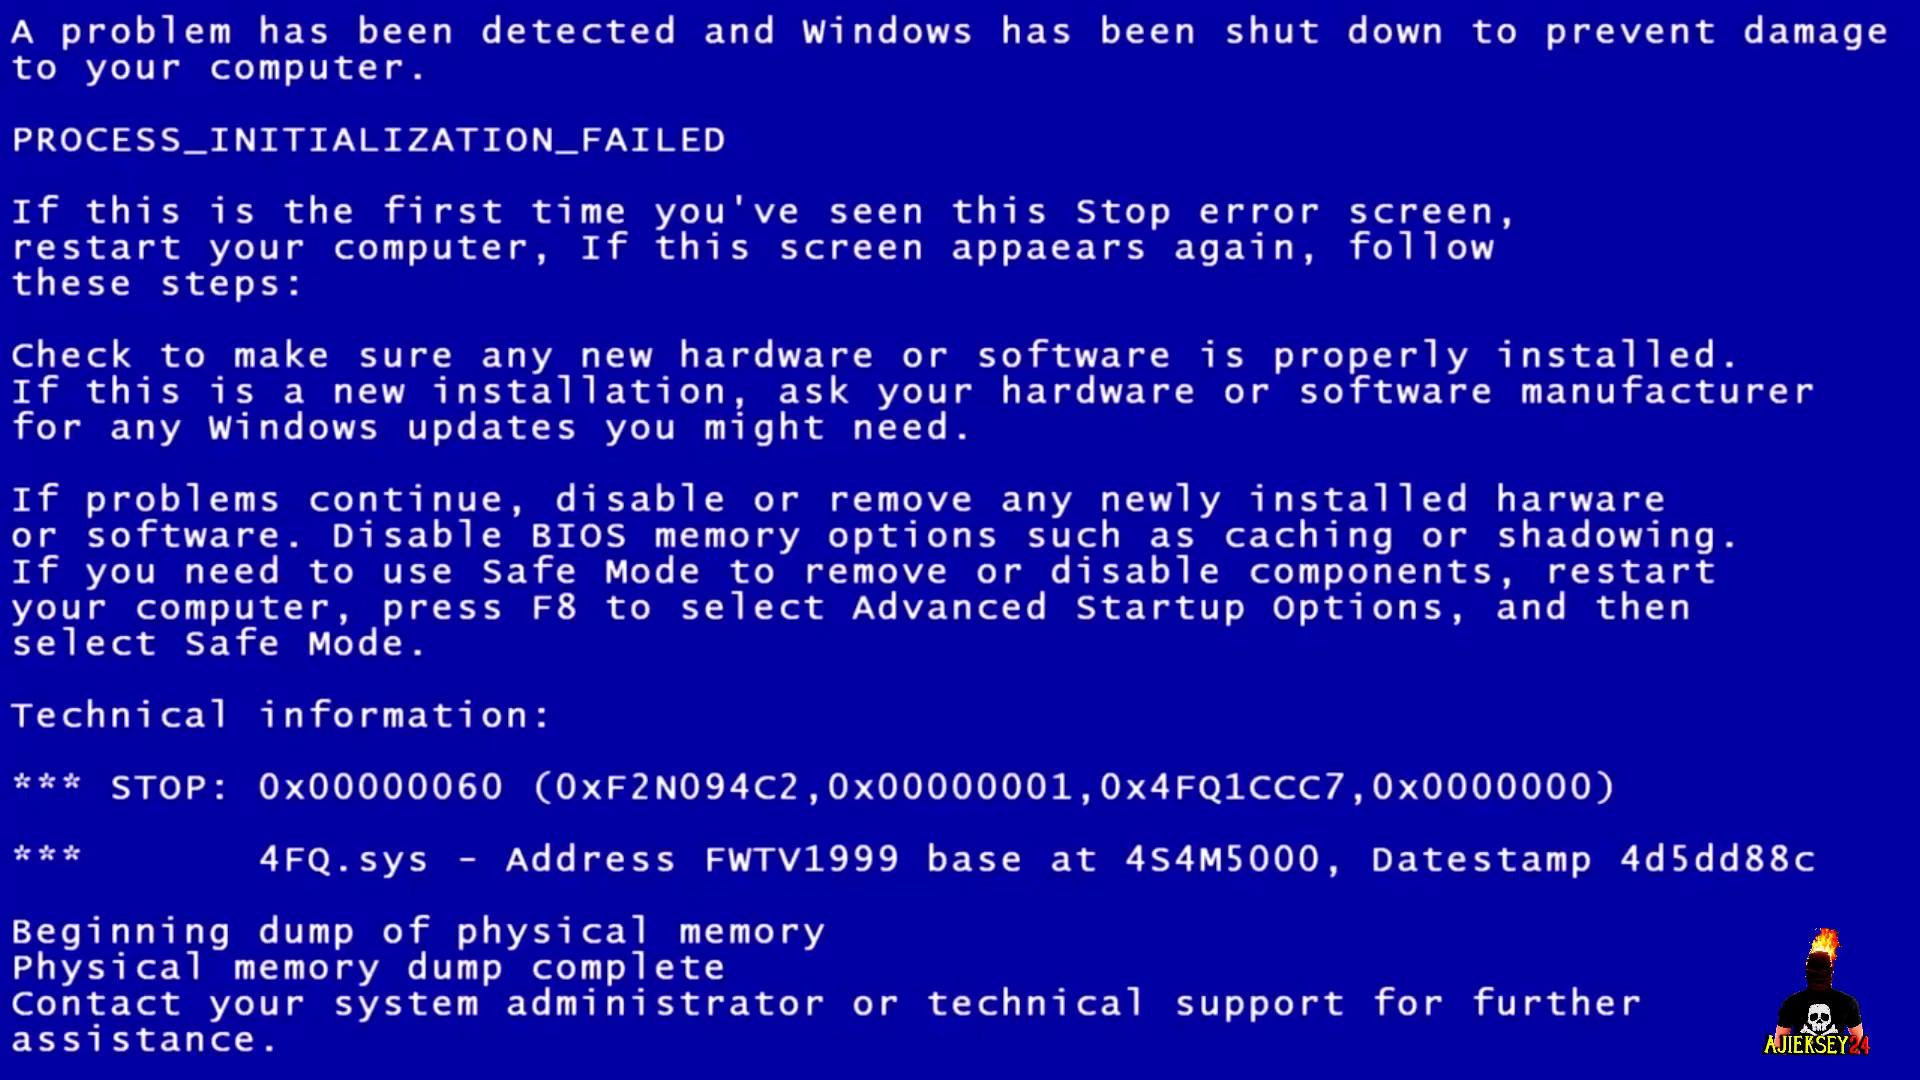 A problem has been detected and Windows has been shut down to prevent damage
to your computer.
PROCESS_INITIALIZATION_FAILED
If this is the first time you've seen this Stop error screen,
restart your computer, If this screen appaears again, follow
these steps:
Check to make sure any new hardware or software is properly installed.
If this is a new installation, ask your hardware or software manufacturer
for any Windows updates you might need.
If problems continue, disable or remove any newly installed harware
or software. Disable BIOS memory options such as caching or shadowing.
If you need to use Safe Mode to remove or disable components, restart
your computer, press F8 to select Advanced Startup Options, and then
select Safe Mode.
Technical information:
*** STOP: 0x00000060 (0xF2N094C2,0x00000001,0x4FQ1CCC7,0x0000000)
*** 4FQ.sys – Address FWTV1999 base at 4S4M5000, Datestamp 4d5dd88c
Beginning dump of physical memory
Physical memory dump complete
Contact your system administrator or technical support for further
assistance.
AJIEKSEY24